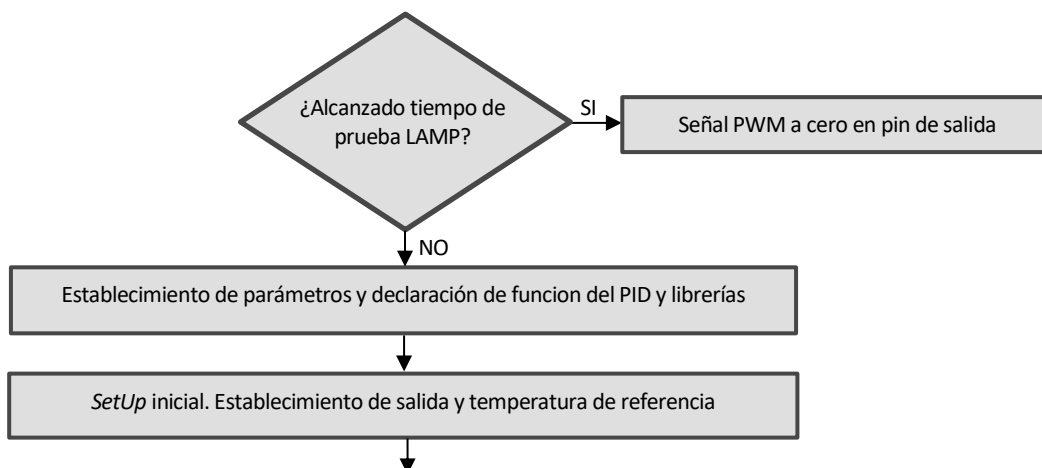 ¿Alcanzado tiempo de
prueba LAMP?
SI
Señal PWM a cero en pin de salida
NO
Establecimiento de parámetros y declaración de funcion del PID y librerías
SetUp inicial. Establecimiento de salida y temperatura de referencia